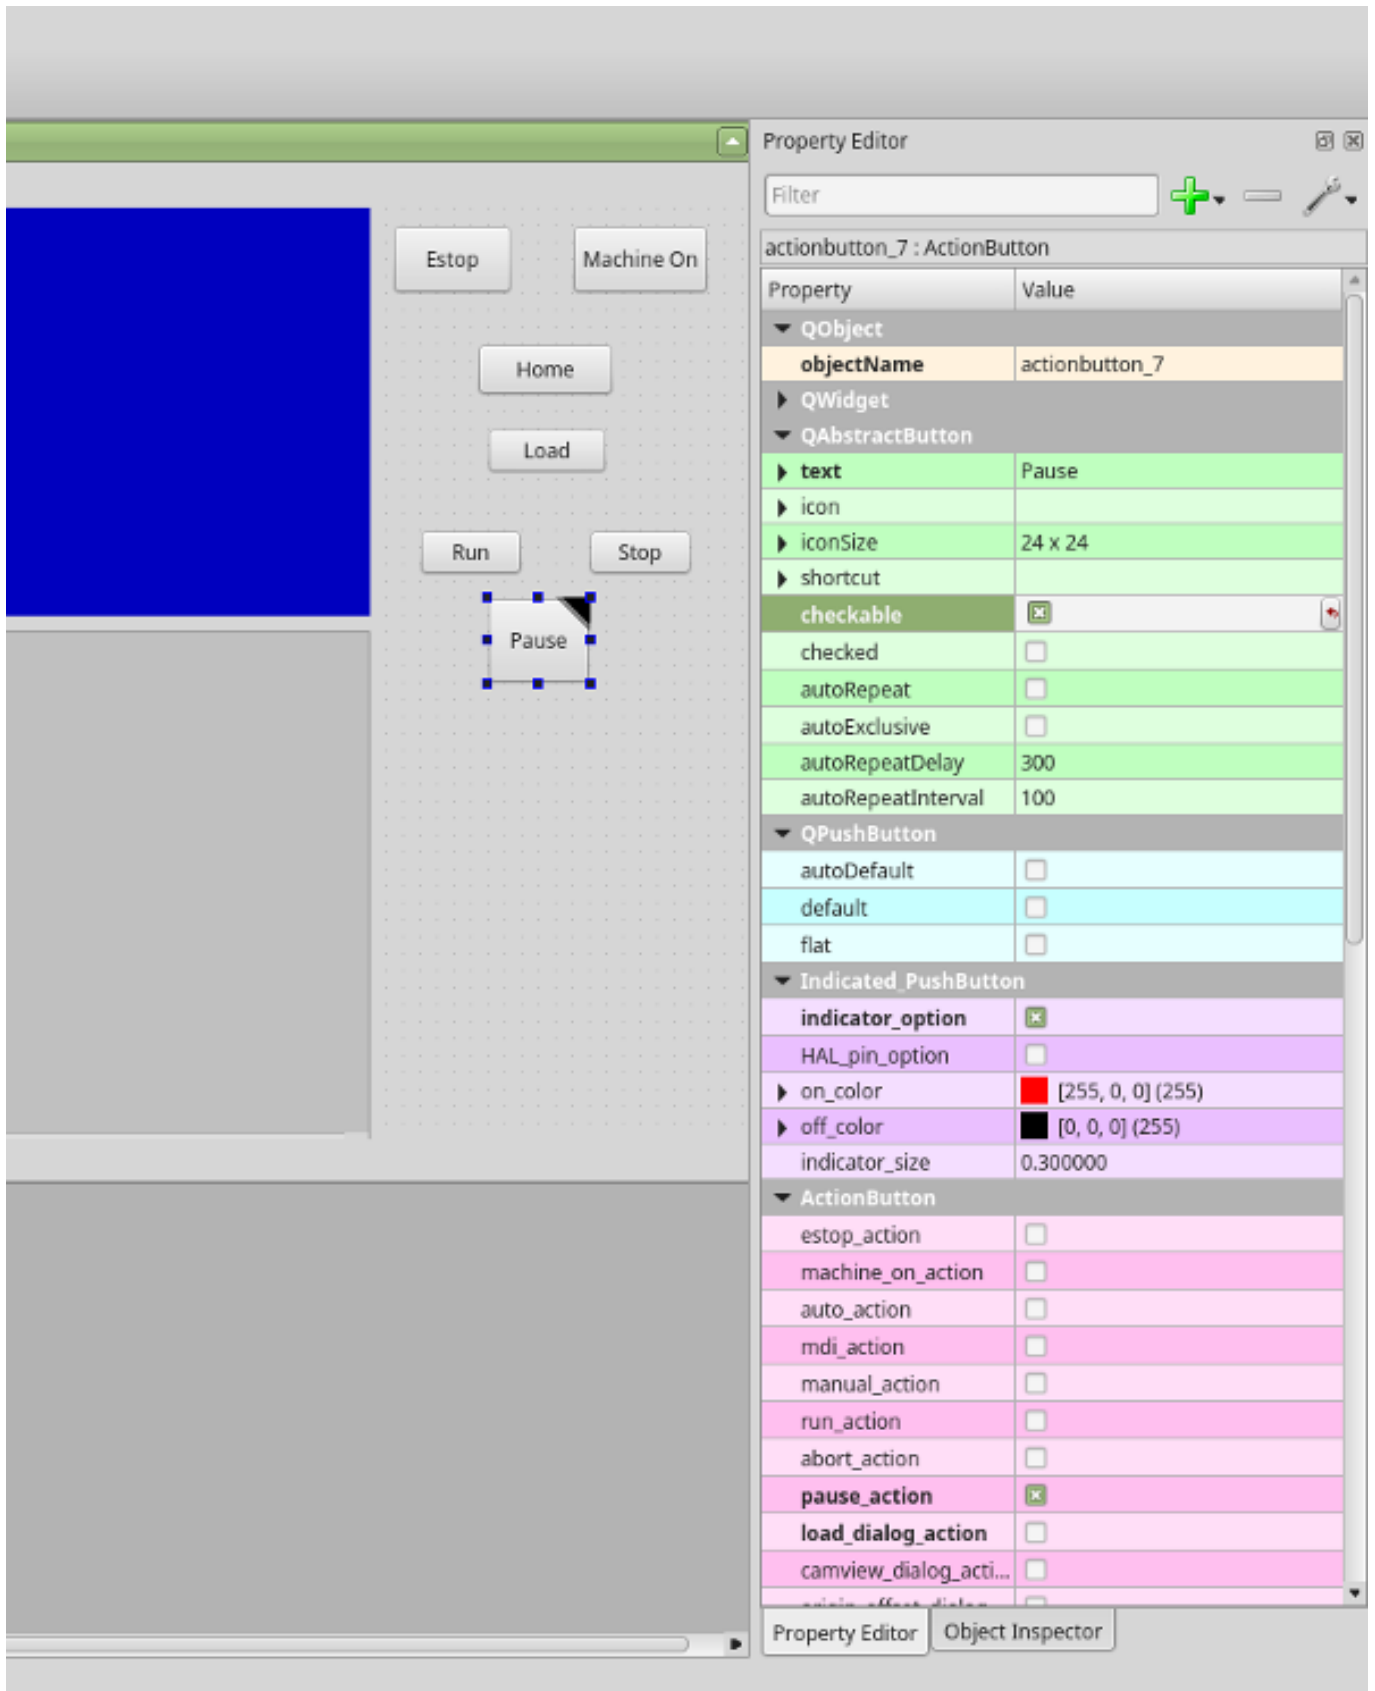 Estop
Machine On
Home
Load
Run
Stop
Pause
Property Editor
Filter
actionbutton_7 : ActionButton
Property Value
QObject
objectName actionbutton_7
QWidget
QAbstractButton
text Pause
icon
iconSize 24 x 24
shortcut
checkable
checked
autoRepeat
autoExclusive
autoRepeatDelay 300
autoRepeatInterval 100
QPushButton
autoDefault
default
flat
Indicated_PushButton
indicator_option
HAL_pin_option
on_color [255, 0, 0] (255)
off_color [0, 0, 0] (255)
indicator_size 0.300000
ActionButton
estop_action
machine_on_action
auto_action
mdi_action
manual_action
run_action
abort_action
pause_action
load_dialog_action
camview_dialog_acti...
Property Editor Object Inspector